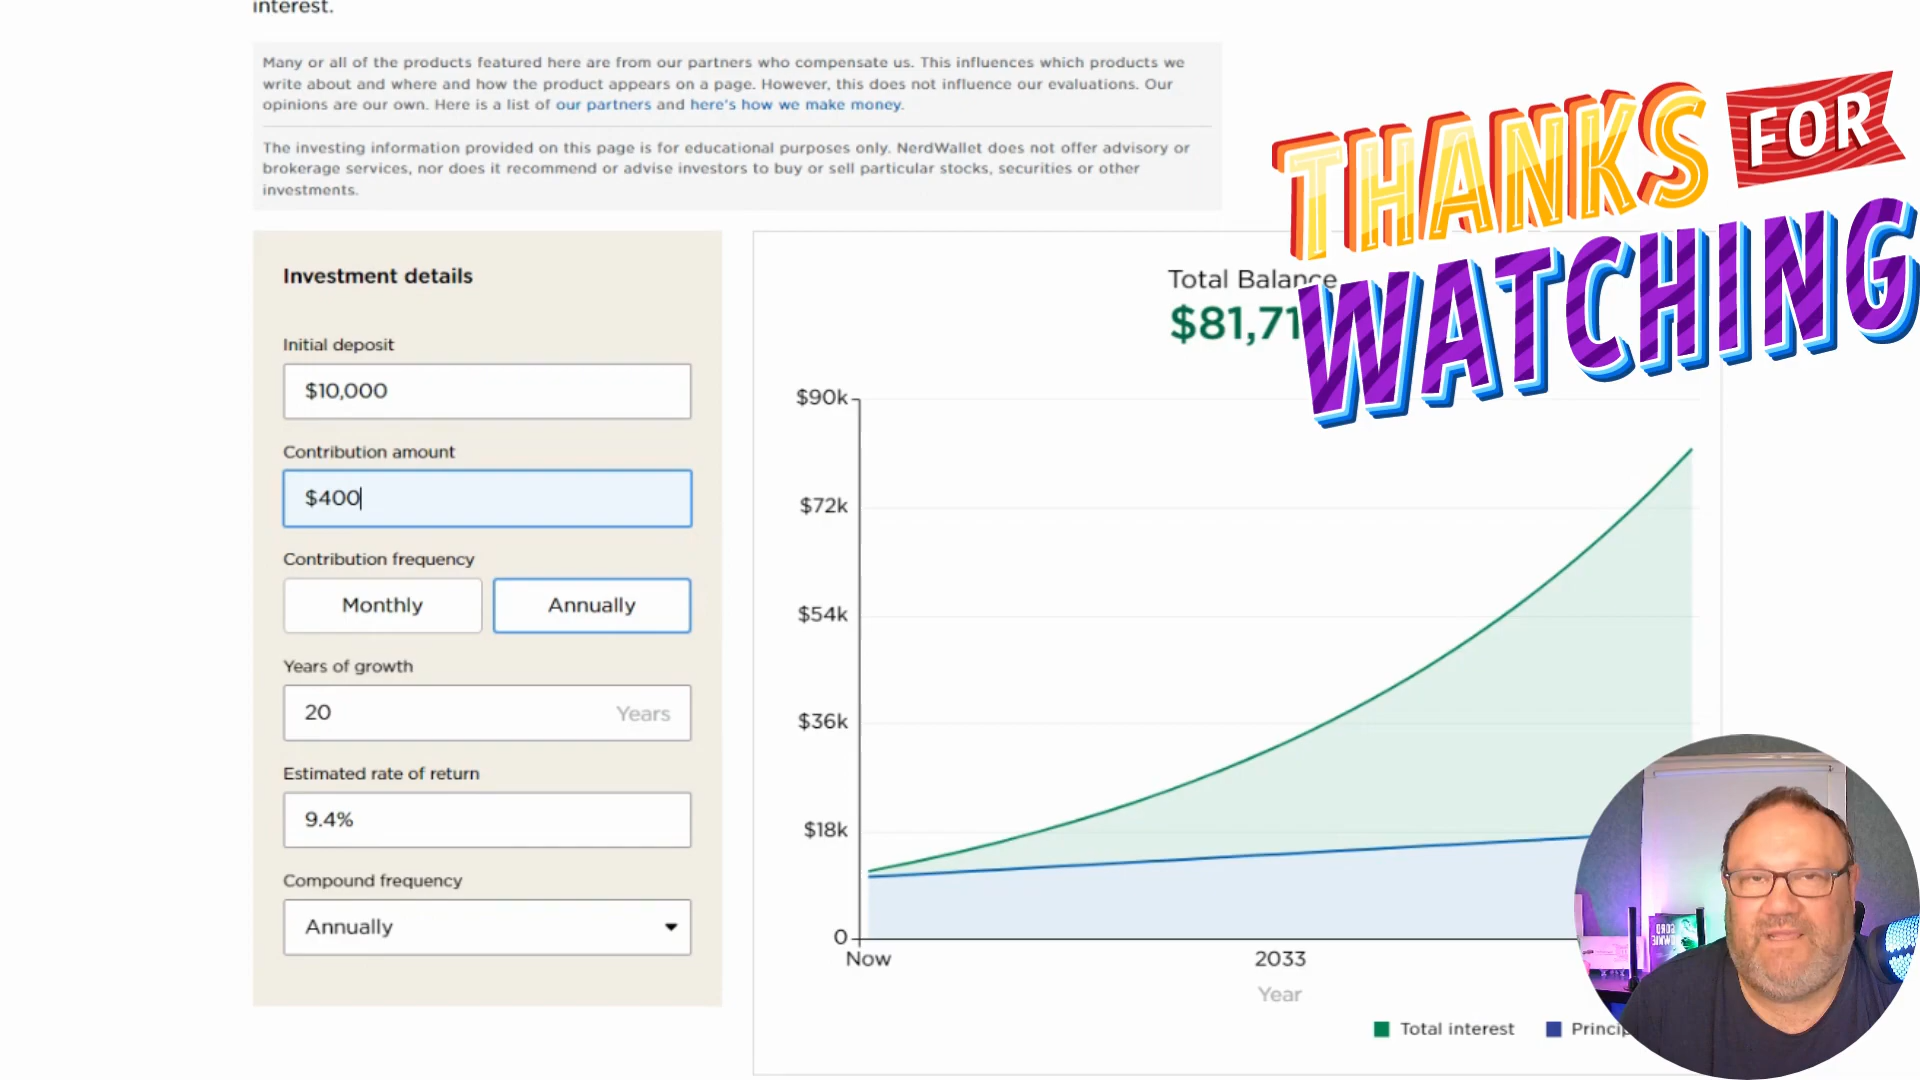 interest.
Many or all of the products featured here are from our partners who compensate us. This influences which products we
write about and where and how the product appears on a page. However, this does not influence our evaluations. Our
opinions are our own. Here is a list of our partners and here's how we make money.
The investing information provided on this page is for educational purposes only. NerdWallet does not offer advisory or
brokerage services, nor does it recommend or advise investors to buy or sell particular stocks, securities or other
investments.
THANKS FOR
WATCHING
Investment details
Initial deposit
$10,000
Contribution amount
$400
Contribution frequency
Monthly Annually
Years of growth
20 Years
Estimated rate of return
9.4%
Compound frequency
Annually
Total Balance
$81,71
$90k
$72k
$54k
$36k
$18k
0
Now 2033
Year
Total interest Princip